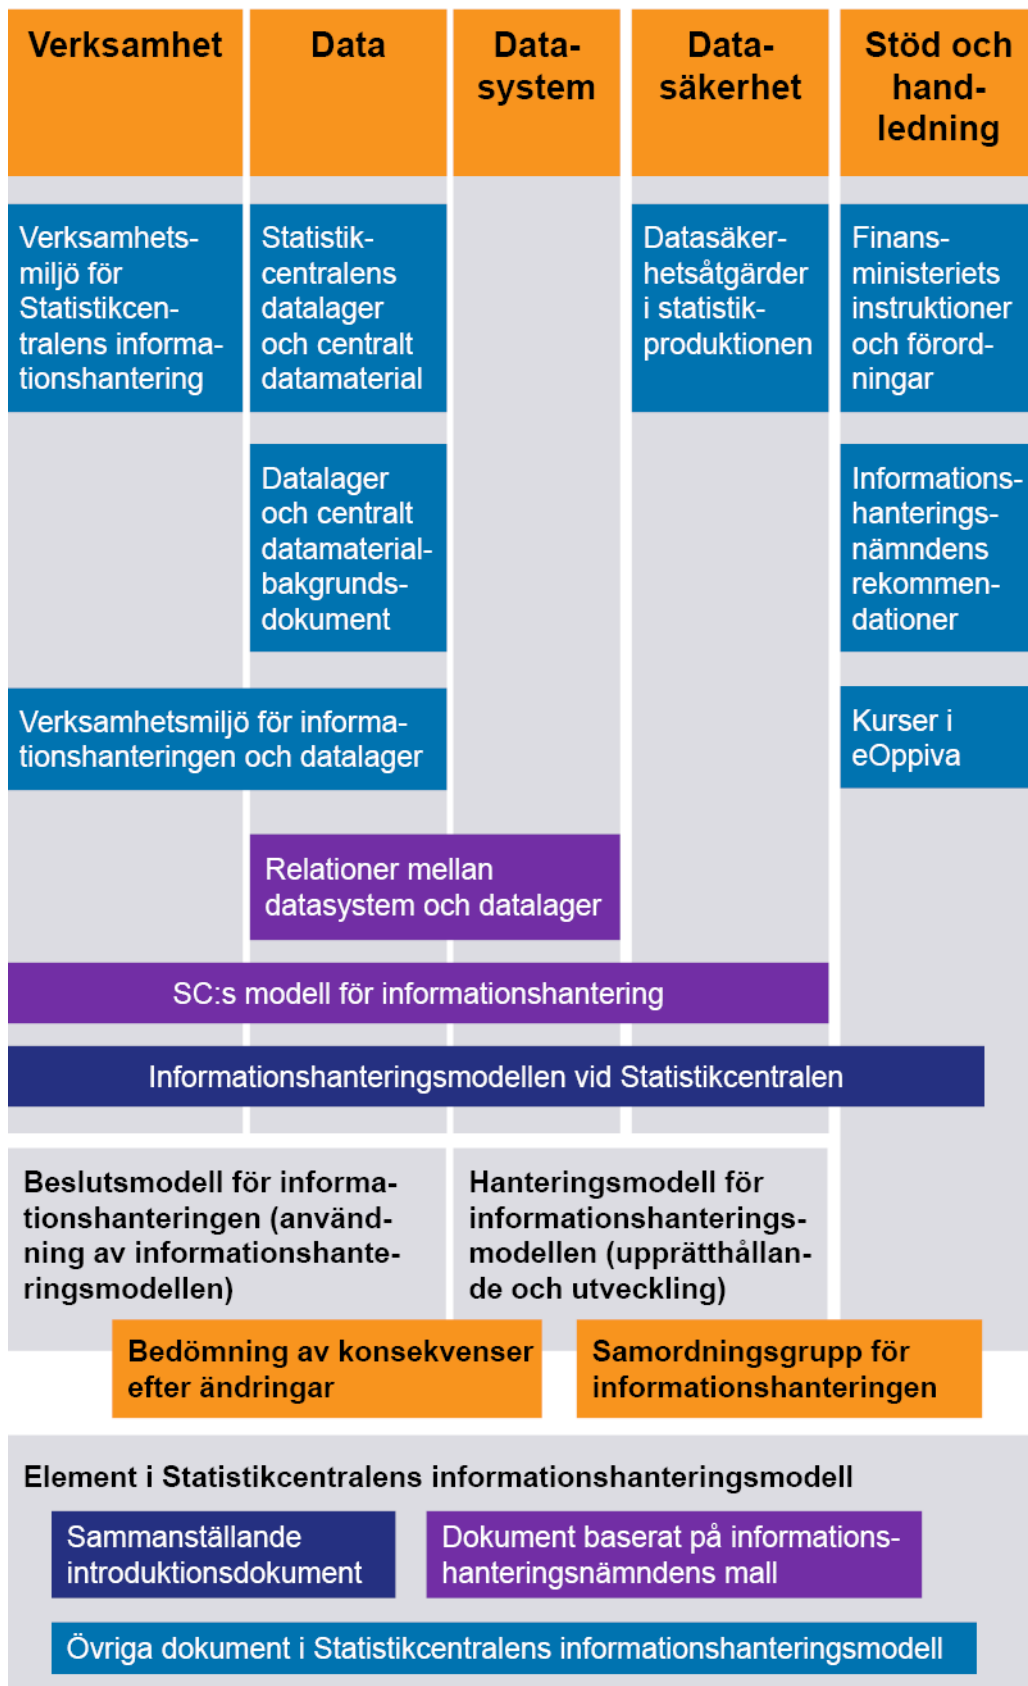 Verksamhet
Data
Data-
system
Data-
säkerhet
Stöd och
hand-
ledning
Verksamhets-
miljö för
Statistikcen-
tralens informa-
tionshantering
Statistik-
centralens
datalager
och centralt
datamaterial
Datasäker-
hetsåtgärder
i statistik-
produktionen
Finans-
ministeriets
instruktioner
och förord-
ningar
Datalager
och centralt
datamaterial-
bakgrunds-
dokument
Informations-
hanterings-
nämndens
rekommen-
dationer
Verksamhetsmiljö för informa-
tionshanteringen och datalager
Kurser i
eOppiva
Relationer mellan
datasystem och datalager
SC:s modell för informationshantering
Informationshanteringsmodellen vid Statistikcentralen
Beslutsmodell för informa-
tionshanteringen (använd-
ning av informationshante-
ringsmodellen)
Hanteringsmodell för
informationshanterings-
modellen (upprätthållan-
de och utveckling)
Bedömning av konsekvenser
efter ändringar
Samordningsgrupp för
informationshanteringen
Element i Statistikcentralens informationshanteringsmodell
Sammanställande
introduktionsdokument
Dokument baserat på informations-
hanteringsnämndens mall
Övriga dokument i Statistikcentralens informationshanteringsmodell